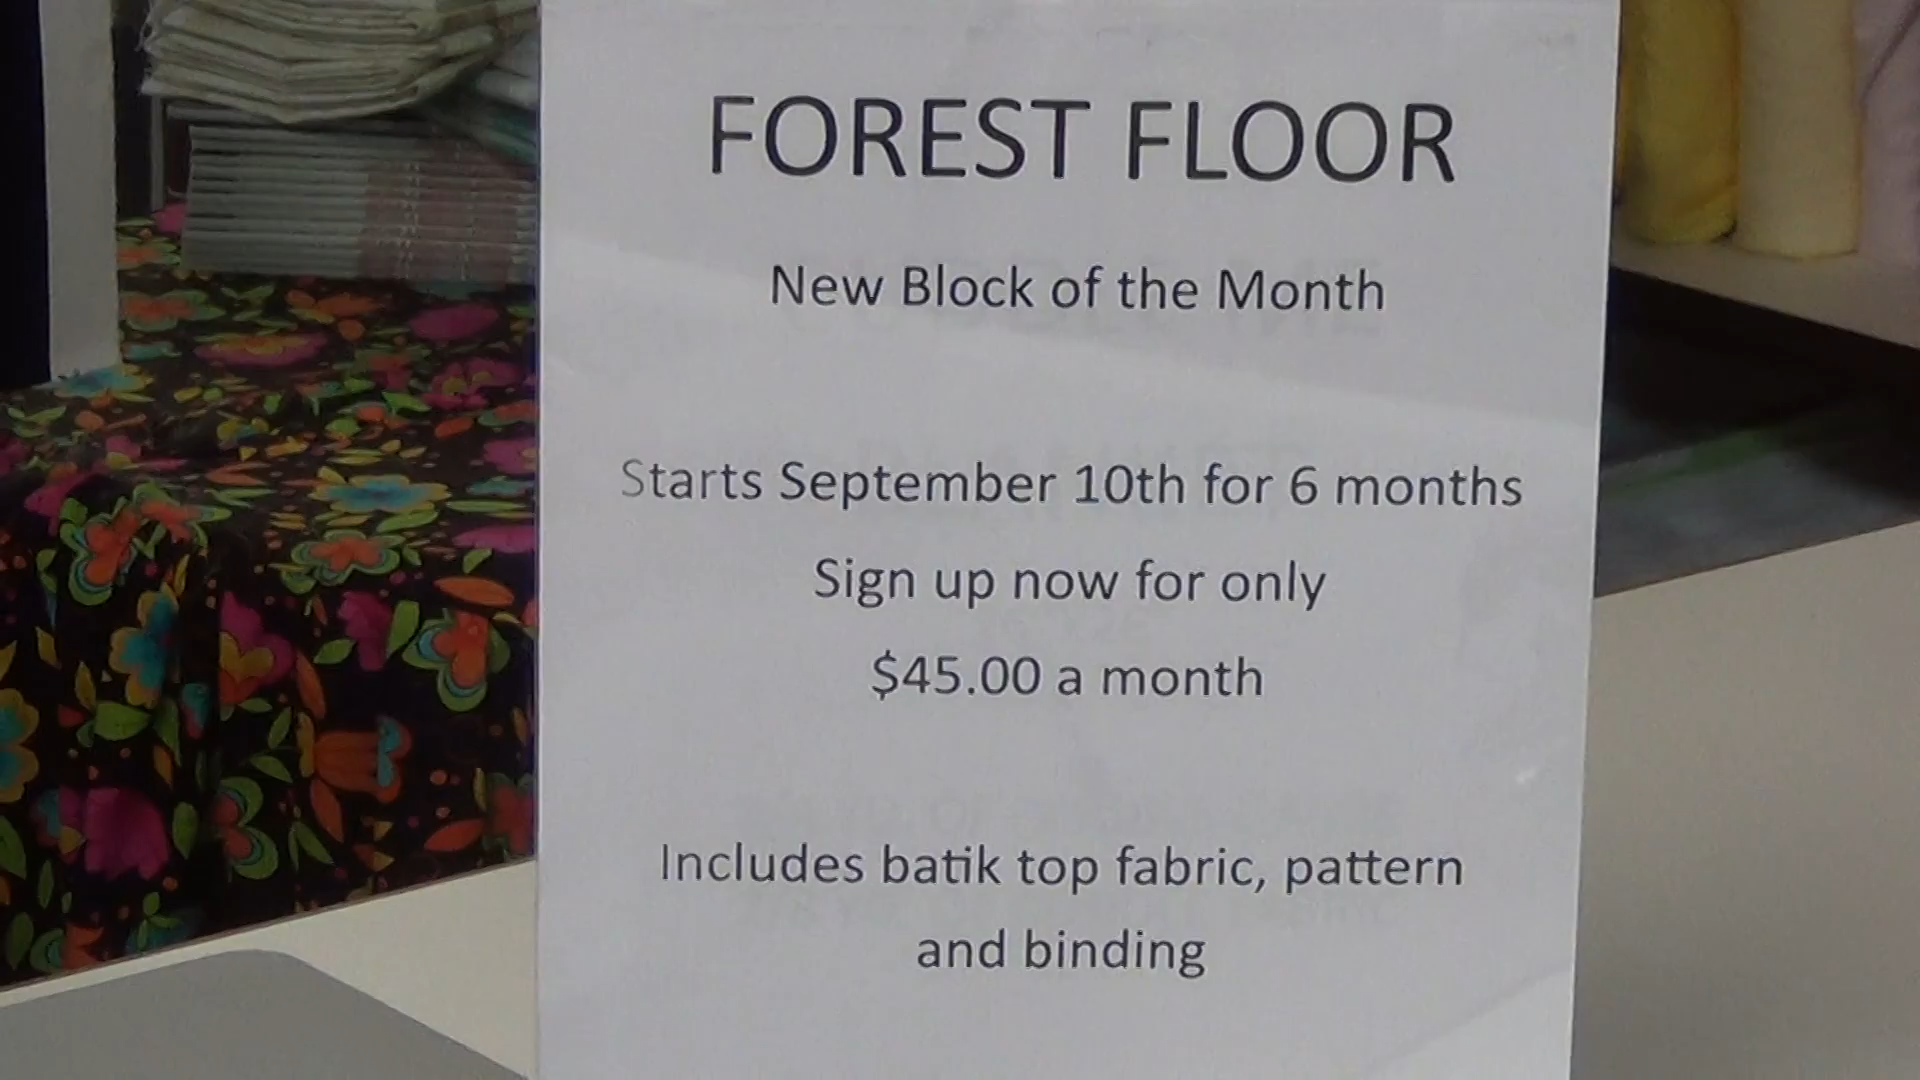 FOREST FLOOR
New Block of the Month
Starts September 10th for 6 months
Sign up now for only
$45.00 a month
Includes batik top fabric, pattern
and binding